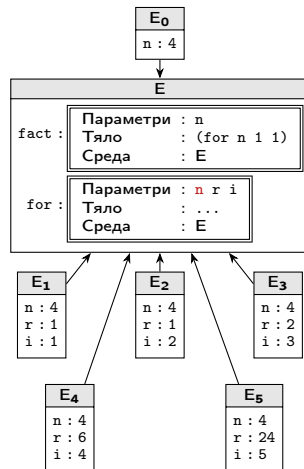 E₀
n : 4
E
fact :
Параметри : n
Тяло : (for n 1 1)
Среда : E
for :
Параметри : n r i
Тяло : ...
Среда : E
E₁
n : 4
r : 1
i : 1
E₂
n : 4
r : 1
i : 2
E₃
n : 4
r : 2
i : 3
E₄
n : 4
r : 6
i : 4
E₅
n : 4
r : 24
i : 5